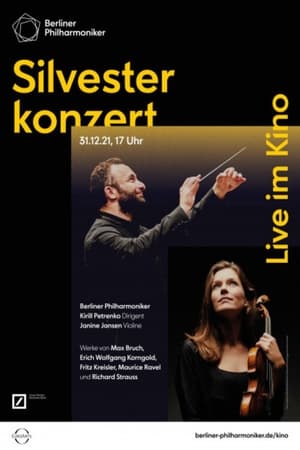 Berliner
Philharmoniker
Silvester
konzert
31.12.21, 17 Uhr
Live im Kino
Berliner Philharmoniker
Kirill Petrenko Dirigent
Janine Jansen Violine
Werke von Max Bruch,
Erich Wolfgang Korngold,
Fritz Kreisler, Maurice Ravel
und Richard Strauss
berliner-philharmoniker.de/kino